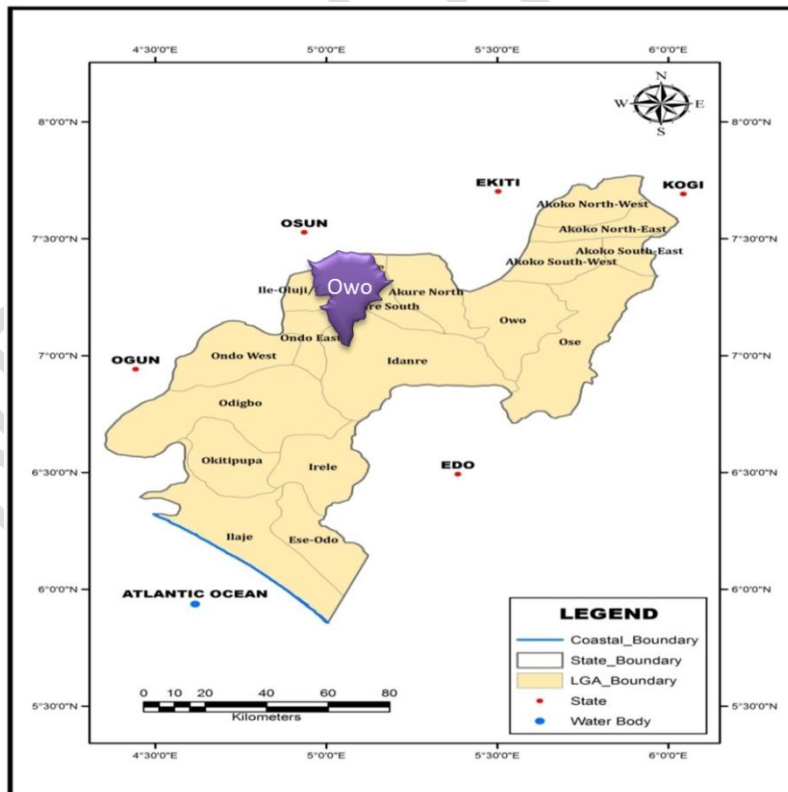 4°30'0"E 5°0'0"E 5°30'0"E 6°0'0"E
N
W E
S
8°0'0"N 8°0'0"N
EKITI
KOGI
Akoko North-West
OSUN
Akoko North-East
7°30'0"N 7°30'0"N
Akoko South-East
Akoko South-West
Owo
Ile-Oluji/
Akure North
re South
Owo
Ondo East
Ose
Ondo West
Idanre
7°0'0"N 7°0'0"N
OGUN
Odigbo
Okitipupa
Irele
EDO
6°30'0"N 6°30'0"N
Ilaje
Ese-Odo
6°0'0"N 6°0'0"N
ATLANTIC OCEAN
LEGEND
Coastal_Boundary
State_Boundary
LGA_Boundary
State
Water Body
0 10 20 40 60 80
Kilometers
5°30'0"N 5°30'0"N
4°30'0"E 5°0'0"E 5°30'0"E 6°0'0"E